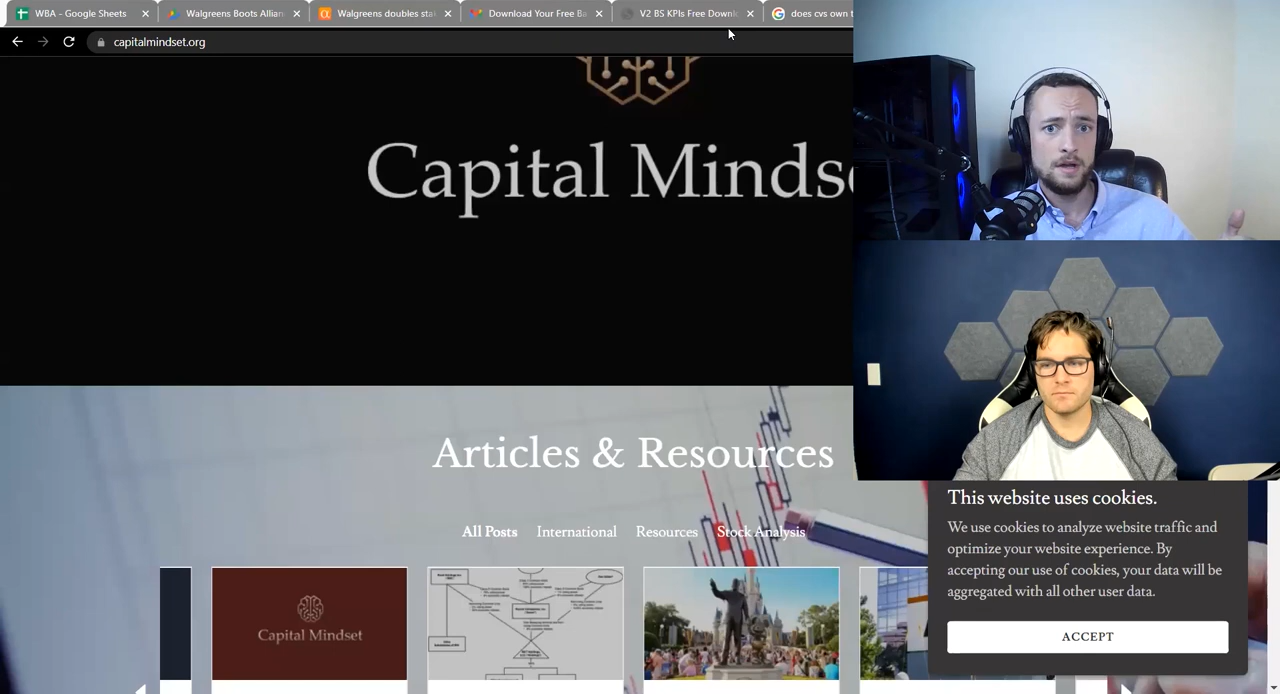 WBA - Google Sheets
Walgreens Boots Allian
Walgreens doubles sta
Download Your Free Ba
V2 BS KPIs Free Downl
does cvs own t
capitalmindset.org
Capital Mindse
Articles & Resources
All Posts International Resources Stock Analysis
Capital Mindset
This website uses cookies.
We use cookies to analyze website traffic and
optimize your website experience. By
accepting our use of cookies, your data will be
aggregated with all other user data.
ACCEPT